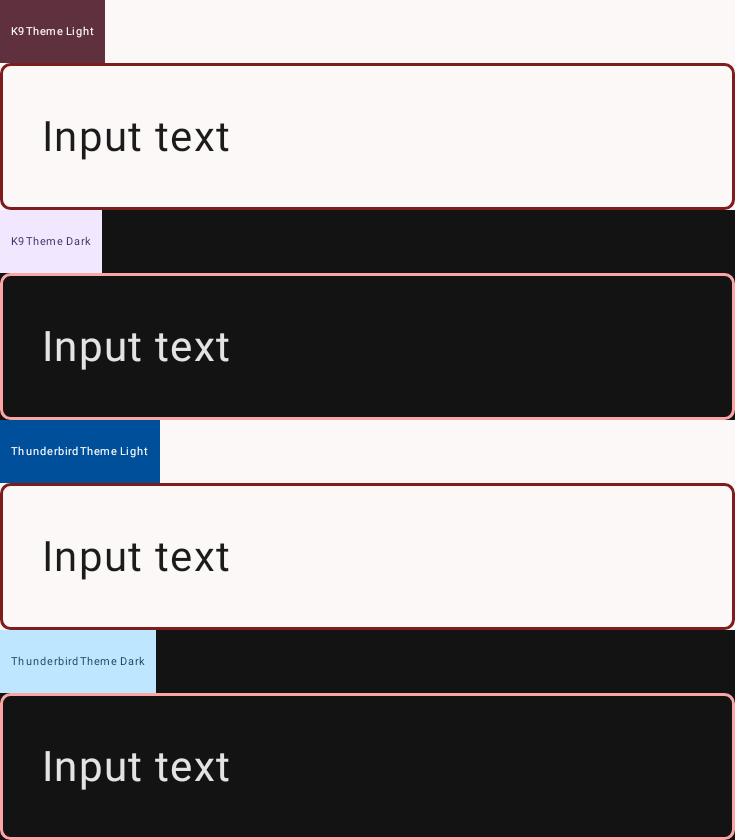 K9Theme Light
Input text
K9Theme Dark
Input text
ThunderbirdTheme Light
Input text
ThunderbirdTheme Dark
Input text